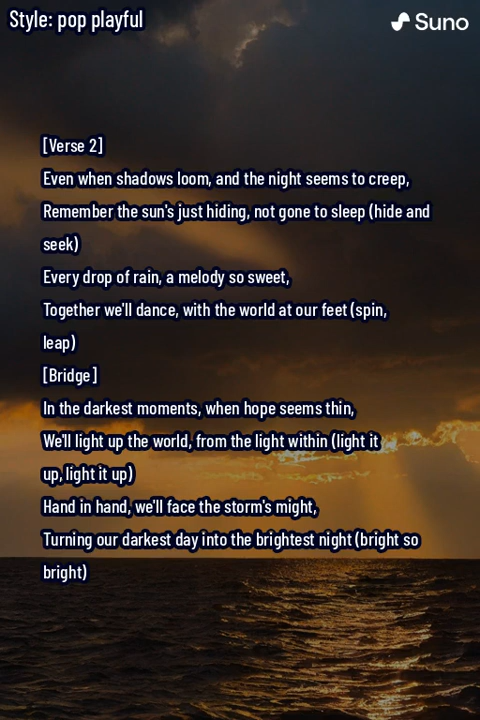 Style: pop playful
Suno
[Verse 2]
Even when shadows loom, and the night seems to creep,
Remember the sun's just hiding, not gone to sleep (hide and
seek)
Every drop of rain, a melody so sweet,
Together we'll dance, with the world at our feet (spin,
leap)
[Bridge]
In the darkest moments, when hope seems thin,
We'll light up the world, from the light within (light it
up, light it up)
Hand in hand, we'll face the storm's might,
Turning our darkest day into the brightest night (bright so
bright)